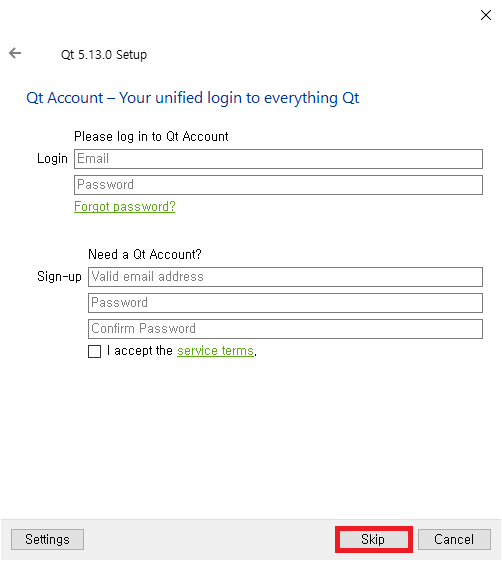 Qt 5.13.0 Setup
Qt Account – Your unified login to everything Qt
Please log in to Qt Account
Login Email
Password
Forgot password?
Need a Qt Account?
Sign-up Valid email address
Password
Confirm Password
I accept the service terms.
Settings Skip Cancel